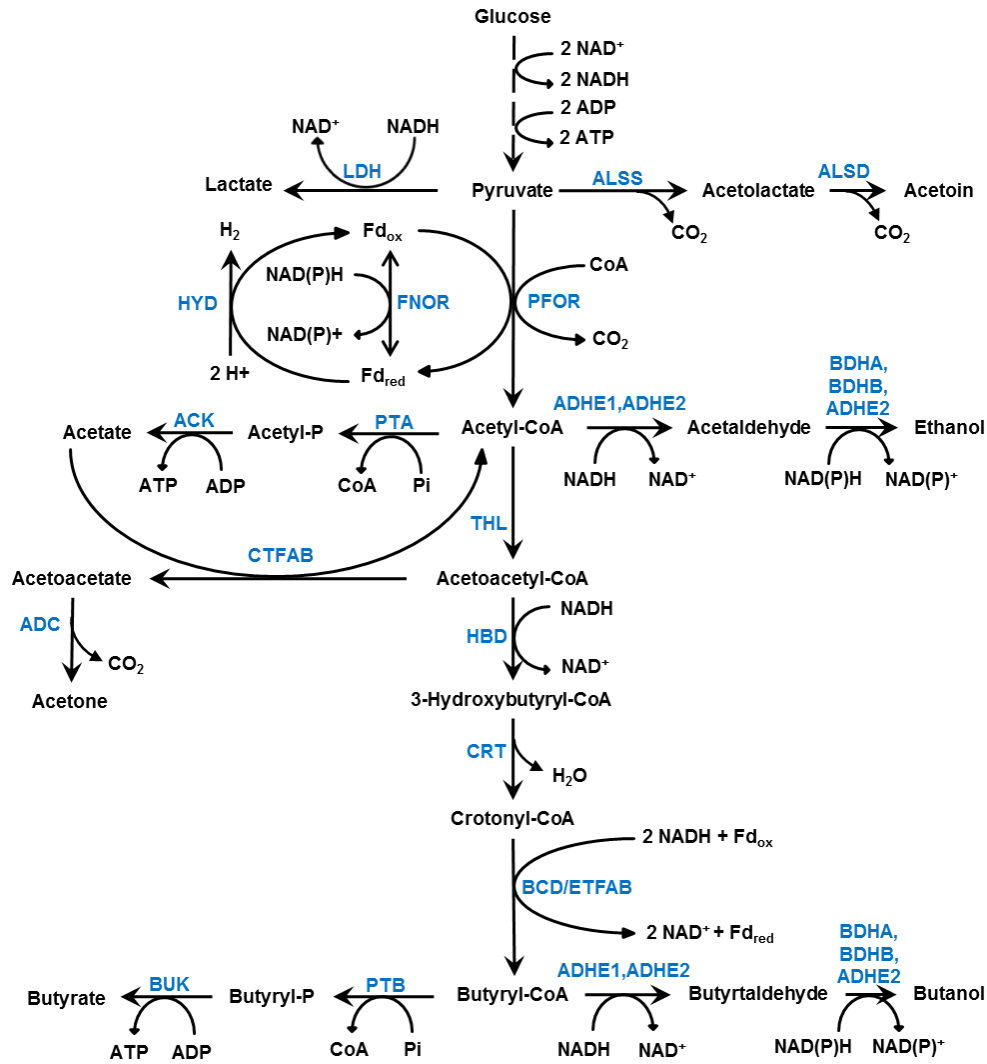 Glucose
2 NAD⁺
2 NADH
2 ADP
2 ATP
NAD⁺ NADH
LDH
Lactate Pyruvate ALSS Acetolactate ALSD Acetoin
CO₂ CO₂
H₂ Fdₒₓ
NAD(P)H CoA
HYD FNOR PFOR
NAD(P)+ CO₂
2 H+ Fd_red
BDHA,
BDHB,
ADHE1,ADHE2 ADHE2
Acetate ACK Acetyl-P PTA Acetyl-CoA Acetaldehyde Ethanol
ATP ADP CoA Pi NADH NAD⁺ NAD(P)H NAD(P)⁺
THL
CTFAB
Acetoacetate Acetoacetyl-CoA
NADH
ADC HBD
CO₂ NAD⁺
Acetone 3-Hydroxybutyryl-CoA
CRT
H₂O
Crotonyl-CoA
2 NADH + Fdₒₓ
BCD/ETFAB
2 NAD⁺ + Fd_red
BDHA,
BDHB,
ADHE1,ADHE2 ADHE2
Butyrate BUK Butyryl-P PTB Butyryl-CoA Butyrtaldehyde Butanol
ATP ADP CoA Pi NADH NAD⁺ NAD(P)H NAD(P)⁺